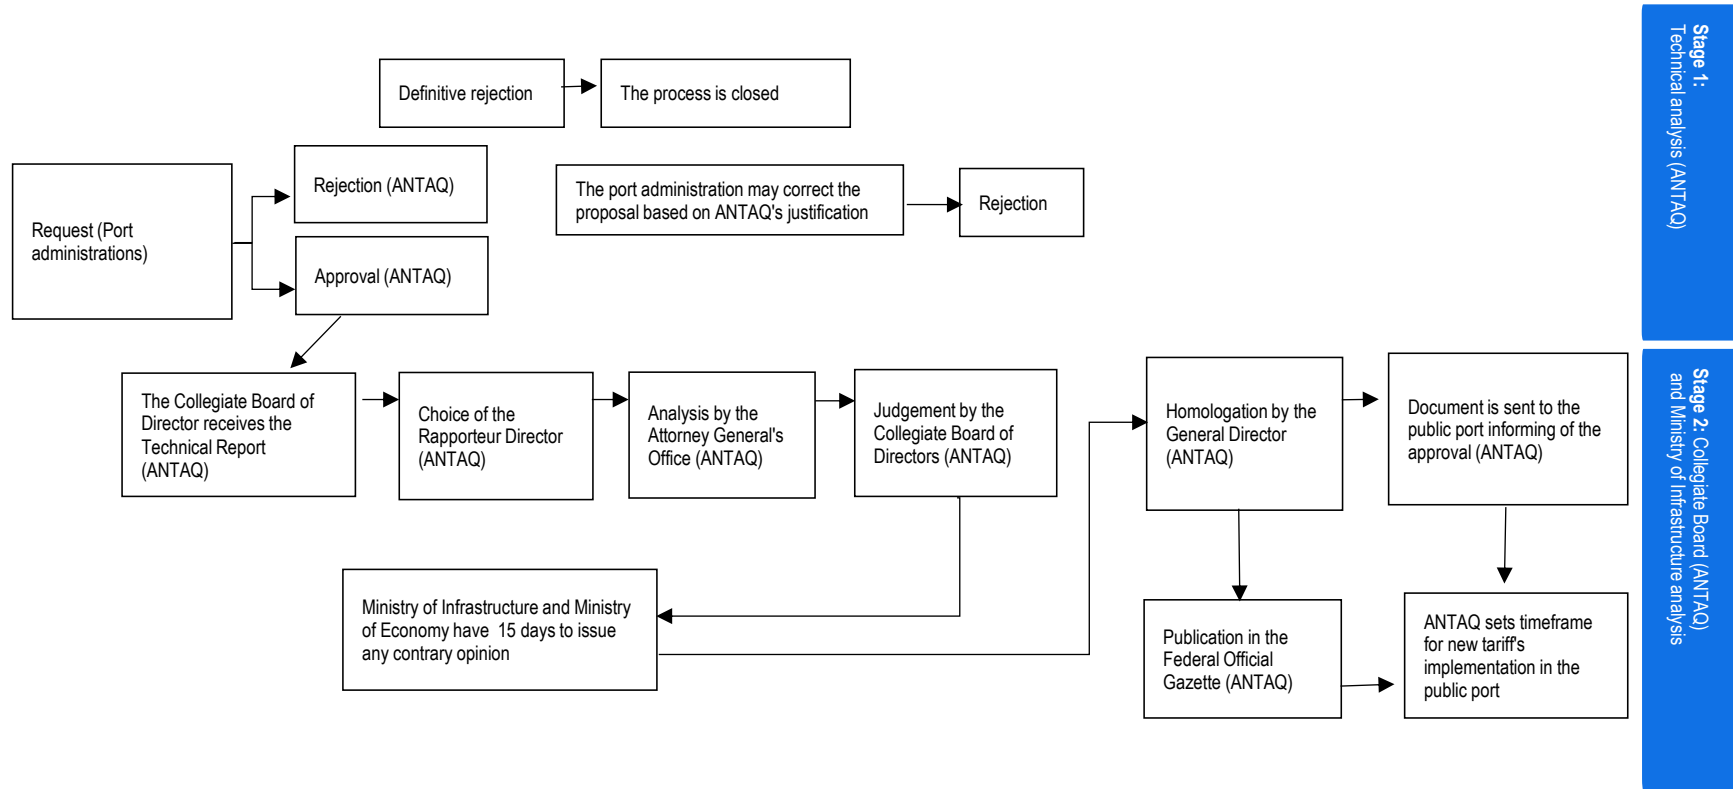 Definitive rejection
The process is closed
Request (Port
administrations)
Rejection (ANTAQ)
The port administration may correct the
proposal based on ANTAQ's justification
Rejection
Approval (ANTAQ)
Stage 1:
Technical analysis (ANTAQ)
The Collegiate Board of
Director receives the
Technical Report
(ANTAQ)
Choice of the
Rapporteur Director
(ANTAQ)
Analysis by the
Attorney General's
Office (ANTAQ)
Judgement by the
Collegiate Board of
Directors (ANTAQ)
Homologation by the
General Director
(ANTAQ)
Document is sent to the
public port informing of the
approval (ANTAQ)
Ministry of Infrastructure and Ministry
of Economy have 15 days to issue
any contrary opinion
Publication in the
Federal Official
Gazette (ANTAQ)
ANTAQ sets timeframe
for new tariff's
implementation in the
public port
Stage 2: Collegiate Board (ANTAQ)
and Ministry of Infrastructure analysis